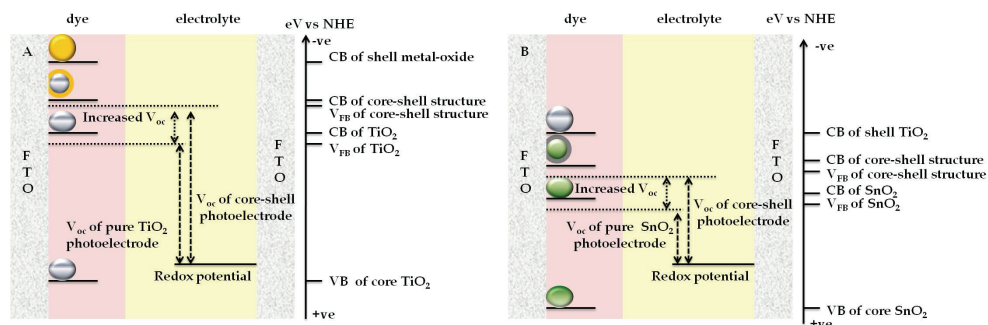 dye
electrolyte
eV vs NHE
A
-ve
CB of shell metal-oxide
CB of core-shell structure
VFB of core-shell structure
Increased Voc
CB of TiO2
VFB of TiO2
F
T
O
F
T
O
Voc of core-shell
photoelectrode
Voc of pure TiO2
photoelectrode
Redox potential
VB of core TiO2
+ve
dye
electrolyte
eV vs NHE
B
-ve
CB of shell TiO2
CB of core-shell structure
VFB of core-shell structure
Increased Voc
CB of SnO2
VFB of SnO2
F
T
O
F
T
O
Voc of core-shell
photoelectrode
Voc of pure SnO2
photoelectrode
Redox potential
VB of core SnO2
+ve